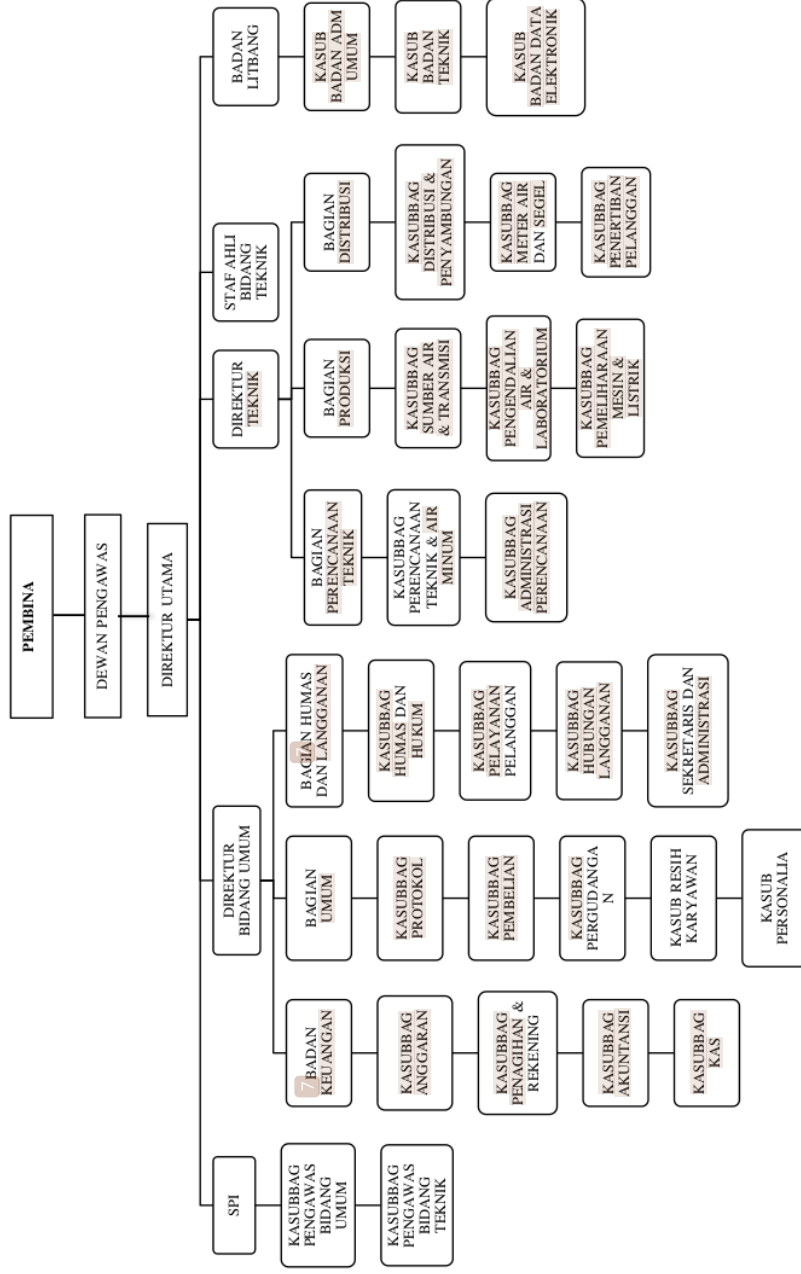 PEMBINA
DEWAN PENGAWAS
DIREKTUR UTAMA
SPI
KASUBBAG
PENGAWAS
BIDANG
UMUM
KASUBBAG
PENGAWAS
BIDANG
TEKNIK
DIREKTUR
BIDANG UMUM
7
BADAN
KEUANGAN
KASUBBAG
ANGGARAN
KASUBBAG
PENAGIHAN &
REKENING
KASUBBAG
AKUNTANSI
KASUBBAG
KAS
BAGIAN
UMUM
KASUBBAG
PROTOKOL
KASUBBAG
PEMBELIAN
KASUBBAG
PERGUDANGA
N
KASUB RESIH
KARYAWAN
KASUB
PERSONALIA
BAGIAN HUMAS
DAN LANGGANAN
7
KASUBBAG
HUMAS DAN
HUKUM
KASUBBAG
PELAYANAN
PELANGGAN
KASUBBAG
HUBUNGAN
LANGGANAN
KASUBBAG
SEKRETARIS DAN
ADMINISTRASI
DIREKTUR
TEKNIK
BAGIAN
PERENCANAAN
TEKNIK
KASUBBAG
PERENCANAAN
TEKNIK & AIR
MINUM
KASUBBAG
ADMINISTRASI
PERENCANAAN
BAGIAN
PRODUKSI
KASUBBAG
SUMBER AIR
& TRANSMISI
KASUBBAG
PENGENDALIAN
AIR &
LABORATORIUM
KASUBBAG
PEMELIHARAAN
MESIN &
LISTRIK
BAGIAN
DISTRIBUSI
KASUBBAG
DISTRIBUSI &
PENYAMBUNGAN
KASUBBAG
METER AIR
DAN SEGEL
KASUBBAG
PENERTIBAN
PELANGGAN
STAF AHLI
BIDANG
TEKNIK
BADAN
LITBANG
KASUB
BADAN ADM
UMUM
KASUB
BADAN
TEKNIK
KASUB
BADAN DATA
ELEKTRONIK